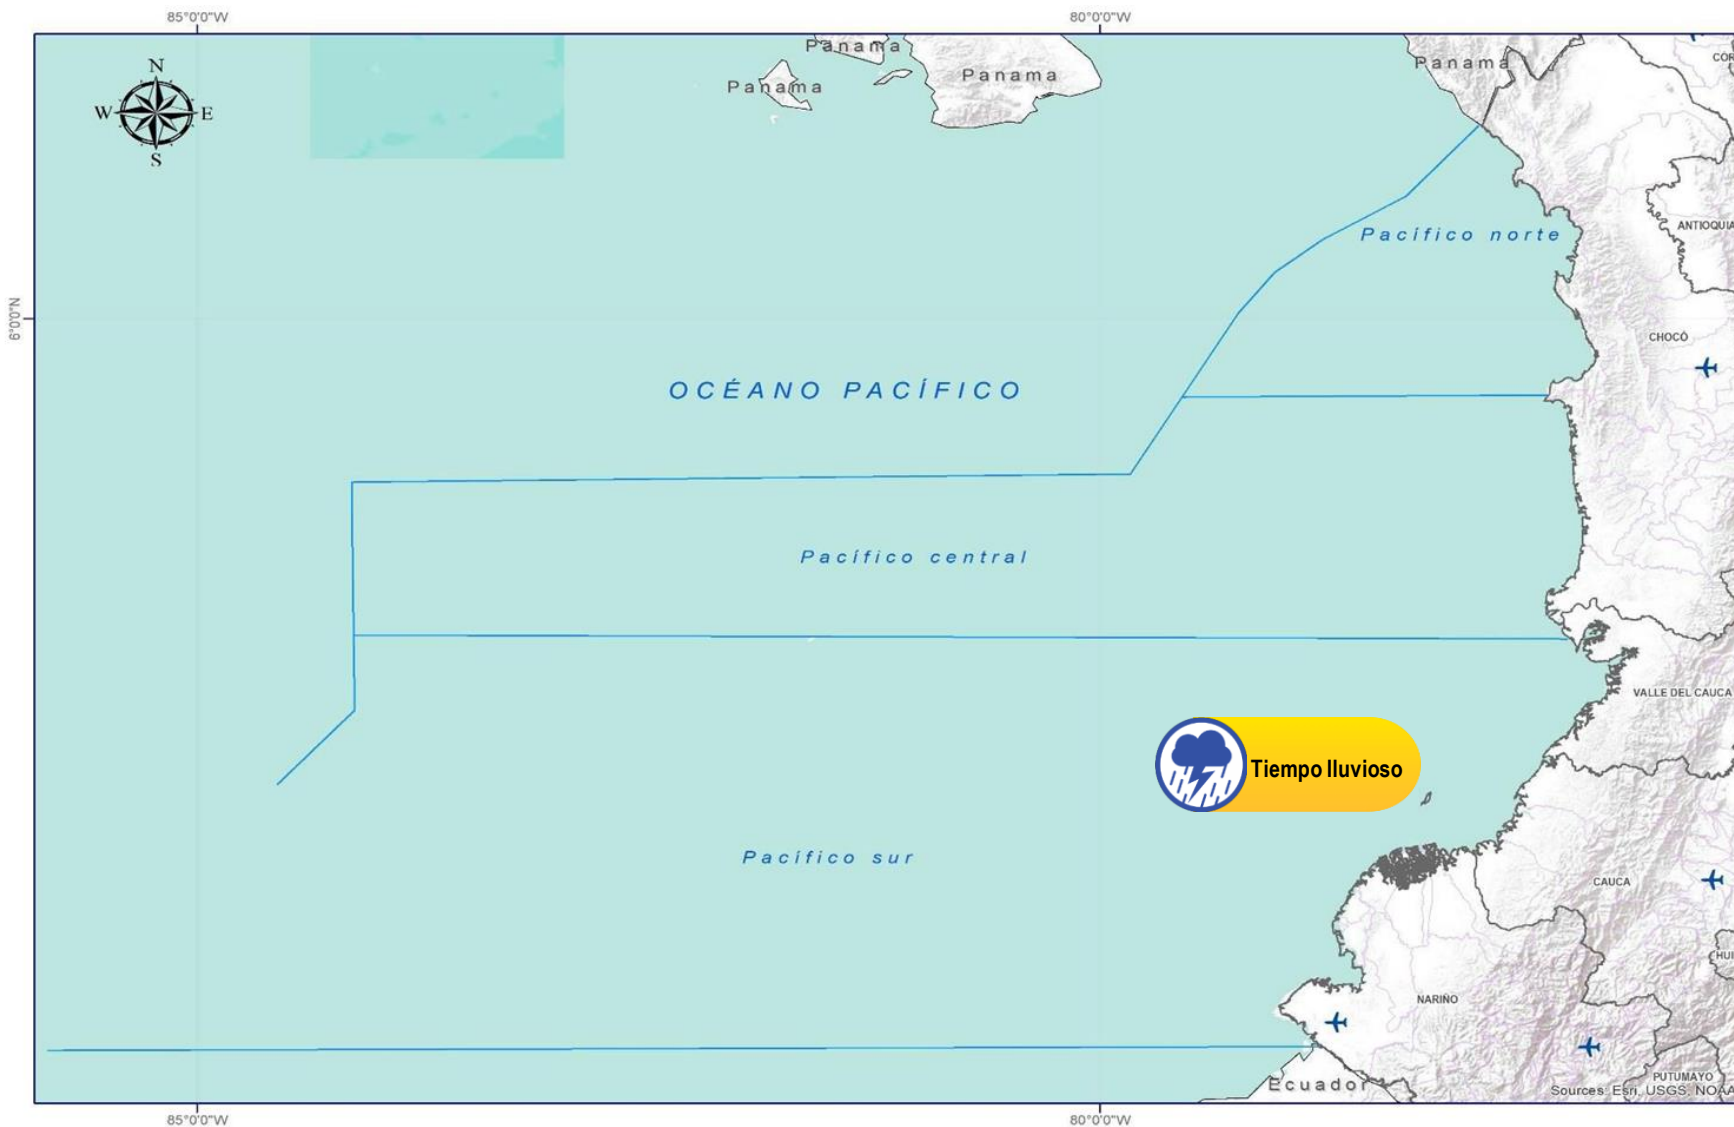 85°0'0"W
80°0'0"W
N
W
E
S
Panama
Panama
Panama
Panama
Pacífico norte
ANTIOQUIA
6°0'0"N
CHOCÓ
OCÉANO PACÍFICO
Pacífico central
VALLE DEL CAUCA
Tiempo lluvioso
Pacífico sur
CAUCA
NARIÑO
PUTUMAYO
Ecuador
Sources: Esri, USGS, NOAA
85°0'0"W
80°0'0"W